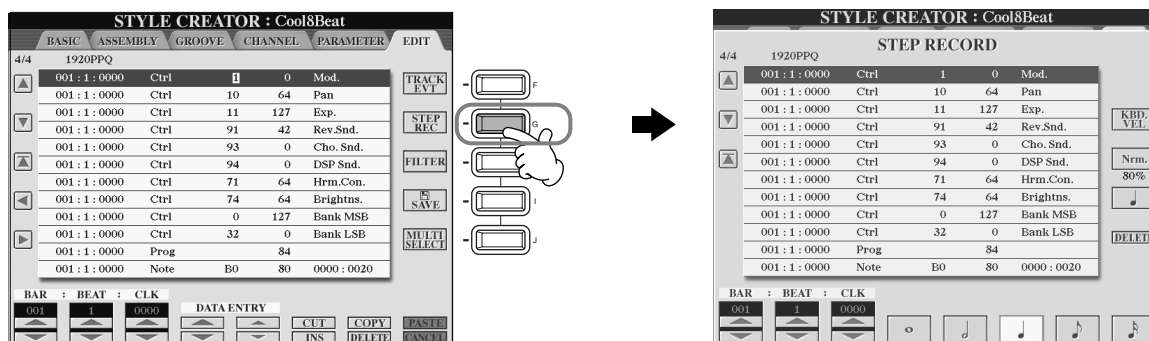 STYLE CREATOR : Cool8Beat
BASIC ASSEMBLY GROOVE CHANNEL PARAMETER EDIT
4/4 1920PPQ
001 : 1 : 0000 Ctrl 1 0 Mod.
001 : 1 : 0000 Ctrl 10 64 Pan
001 : 1 : 0000 Ctrl 11 127 Exp.
001 : 1 : 0000 Ctrl 91 42 Rev.Snd.
001 : 1 : 0000 Ctrl 93 0 Cho. Snd.
001 : 1 : 0000 Ctrl 94 0 DSP Snd.
001 : 1 : 0000 Ctrl 71 64 Hrm.Con.
001 : 1 : 0000 Ctrl 74 64 Brightns.
001 : 1 : 0000 Ctrl 0 127 Bank MSB
001 : 1 : 0000 Ctrl 32 0 Bank LSB
001 : 1 : 0000 Prog 84
001 : 1 : 0000 Note B0 80 0000 : 0020
TRACK
EVT
STEP
REC
FILTER
SAVE
MULTI
SELECT
F
G
I
J
BAR : BEAT : CLK
001 1 0000
DATA ENTRY
CUT COPY PASTE
INS DELETE CANCEL
STYLE CREATOR : Cool8Beat
STEP RECORD
4/4 1920PPQ
001 : 1 : 0000 Ctrl 1 0 Mod.
001 : 1 : 0000 Ctrl 10 64 Pan
001 : 1 : 0000 Ctrl 11 127 Exp.
001 : 1 : 0000 Ctrl 91 42 Rev.Snd.
001 : 1 : 0000 Ctrl 93 0 Cho. Snd.
001 : 1 : 0000 Ctrl 94 0 DSP Snd.
001 : 1 : 0000 Ctrl 71 64 Hrm.Con.
001 : 1 : 0000 Ctrl 74 64 Brightns.
001 : 1 : 0000 Ctrl 0 127 Bank MSB
001 : 1 : 0000 Ctrl 32 0 Bank LSB
001 : 1 : 0000 Prog 84
001 : 1 : 0000 Note B0 80 0000 : 0020
KBD.
VEL
Nrm.
80%
BAR : BEAT : CLK
001 1 0000